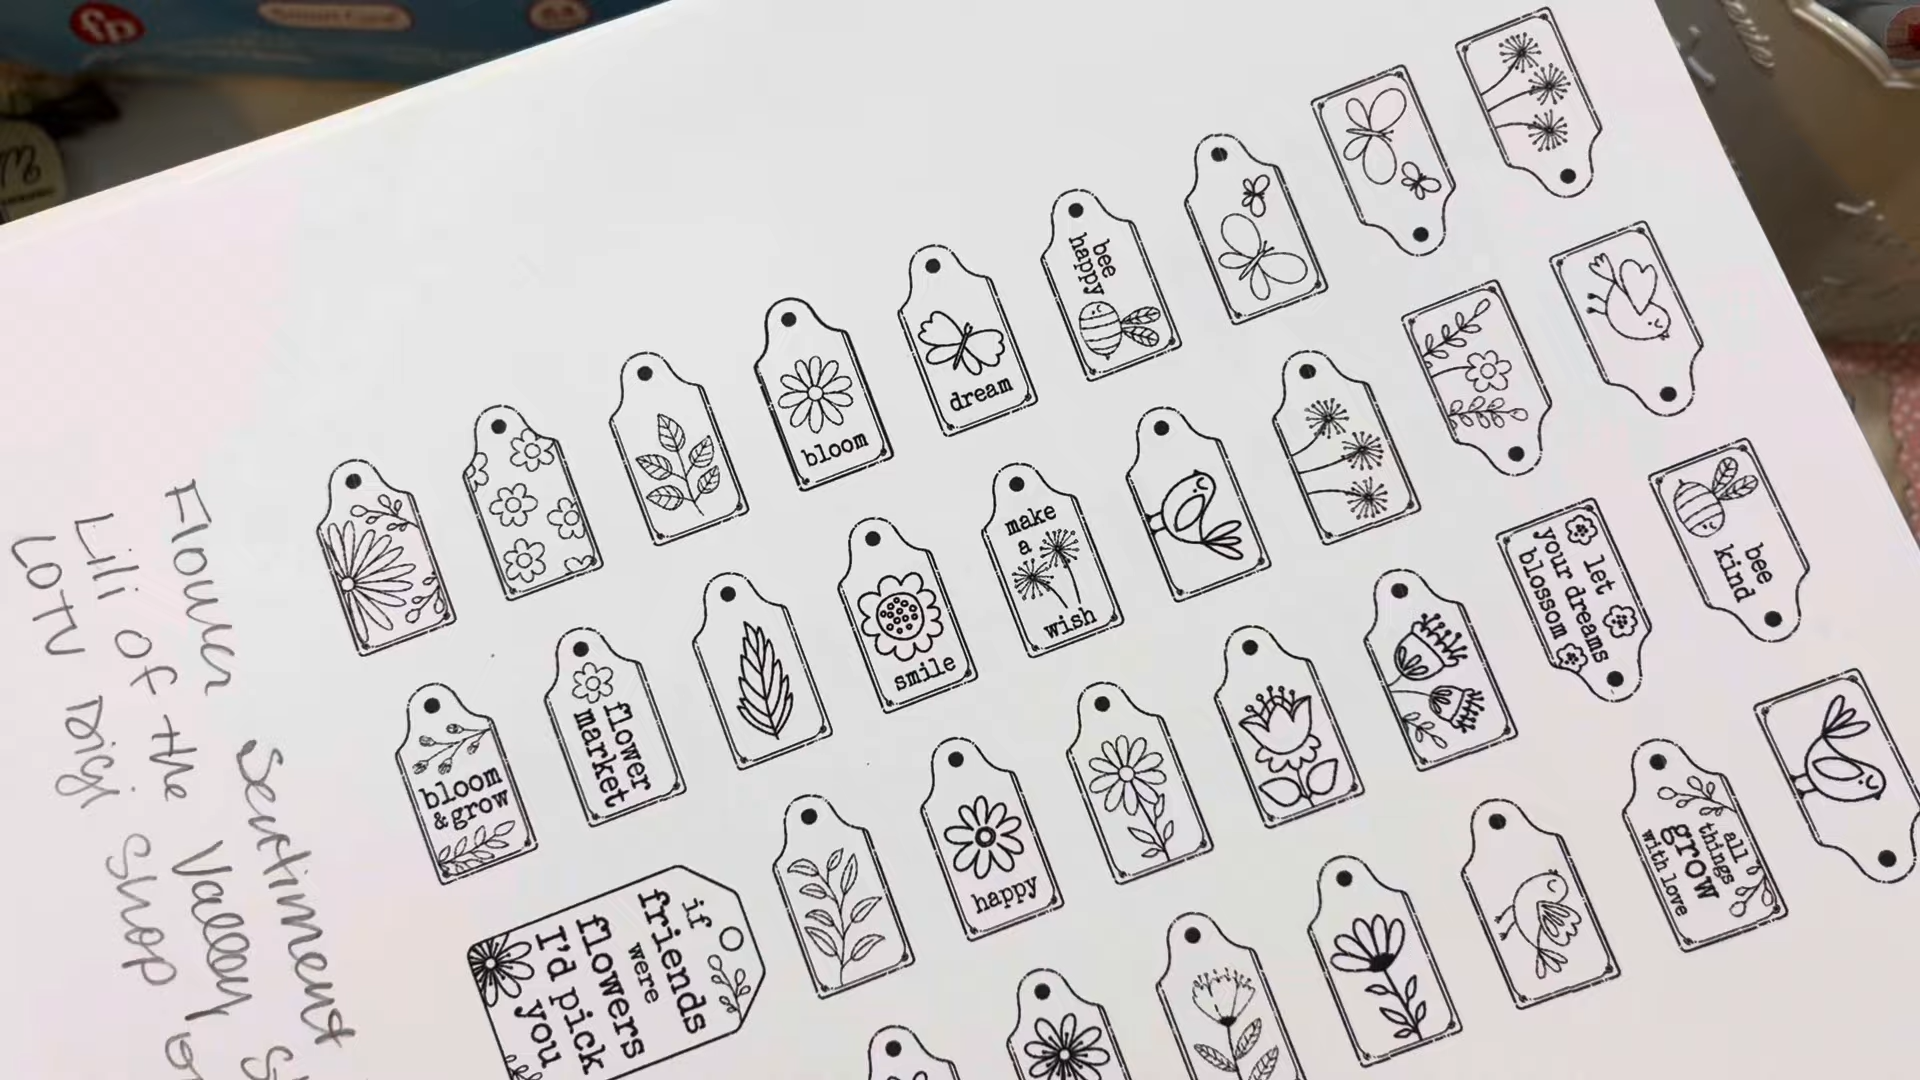 fp
bee
happy
dream
bloom
make
a
wish
smile
bee
kind
let
your dreams
blossom
flower
market
bloom
& grow
happy
all
things
grow
with love
if
friends
were
flowers
I'd pick
you
Flower Sentiment
Lili of the Valley
LOTV Digi Shop